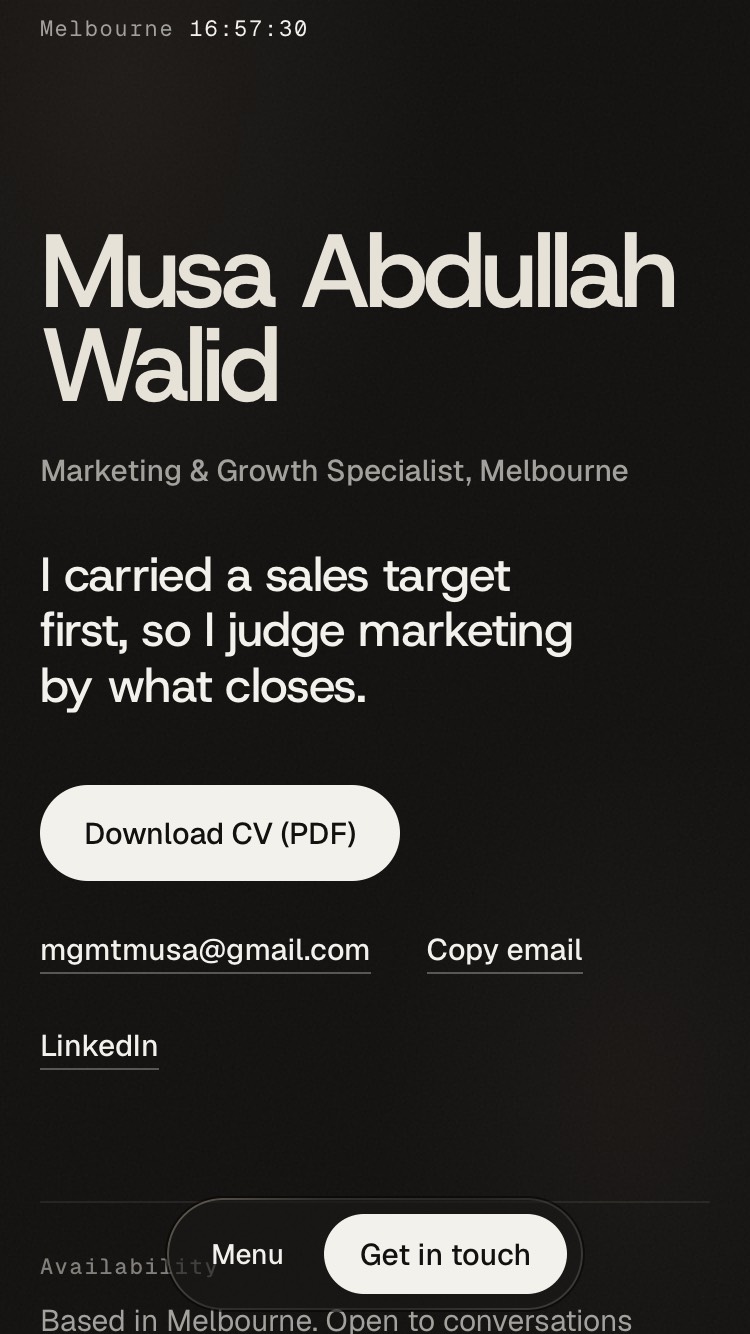 Melbourne 16:57:30
Musa Abdullah
Walid
Marketing & Growth Specialist, Melbourne
I carried a sales target
first, so I judge marketing
by what closes.
Download CV (PDF)
mgmtmusa@gmail.com Copy email
LinkedIn
Availability
Menu Get in touch
Based in Melbourne. Open to conversations